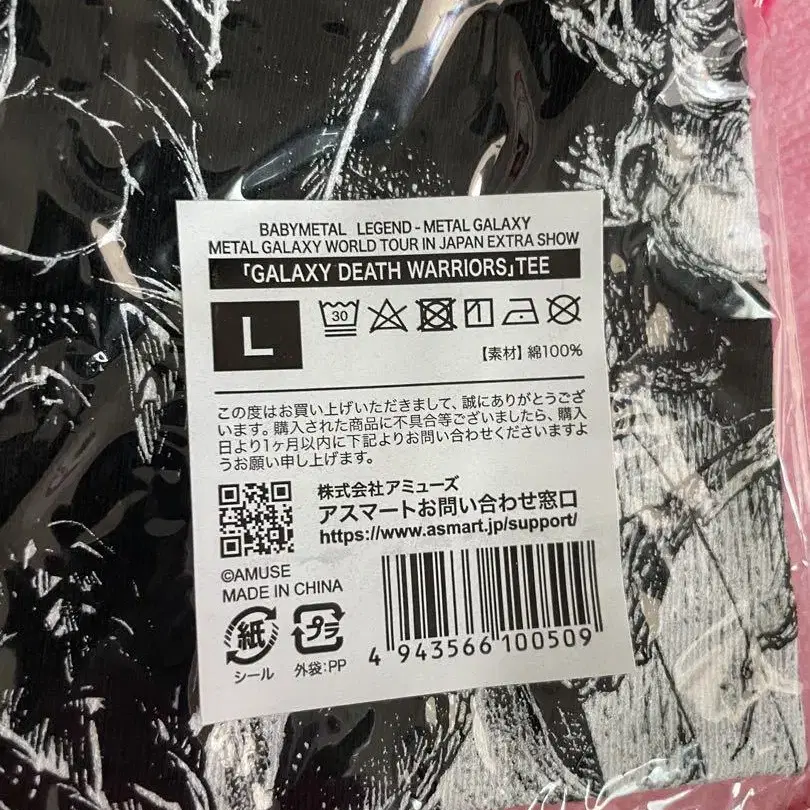 BABYMETAL LEGEND - METAL GALAXY
METAL GALAXY WORLD TOUR IN JAPAN EXTRA SHOW
「GALAXY DEATH WARRIORS」TEE
L
30
【素材】綿100%
この度はお買い上げいただきまして、誠にありがとうござ
います。購入された商品に不具合等ございましたら、購入
日より1ヶ月以内に下記よりお問い合わせくださいますよ
うお願い申し上げます。
株式会社アミューズ
アスマートお問い合わせ窓口
https://www.asmart.jp/support/
©AMUSE
MADE IN CHINA
紙
シール
プラ
外袋:PP
4 943566 100509